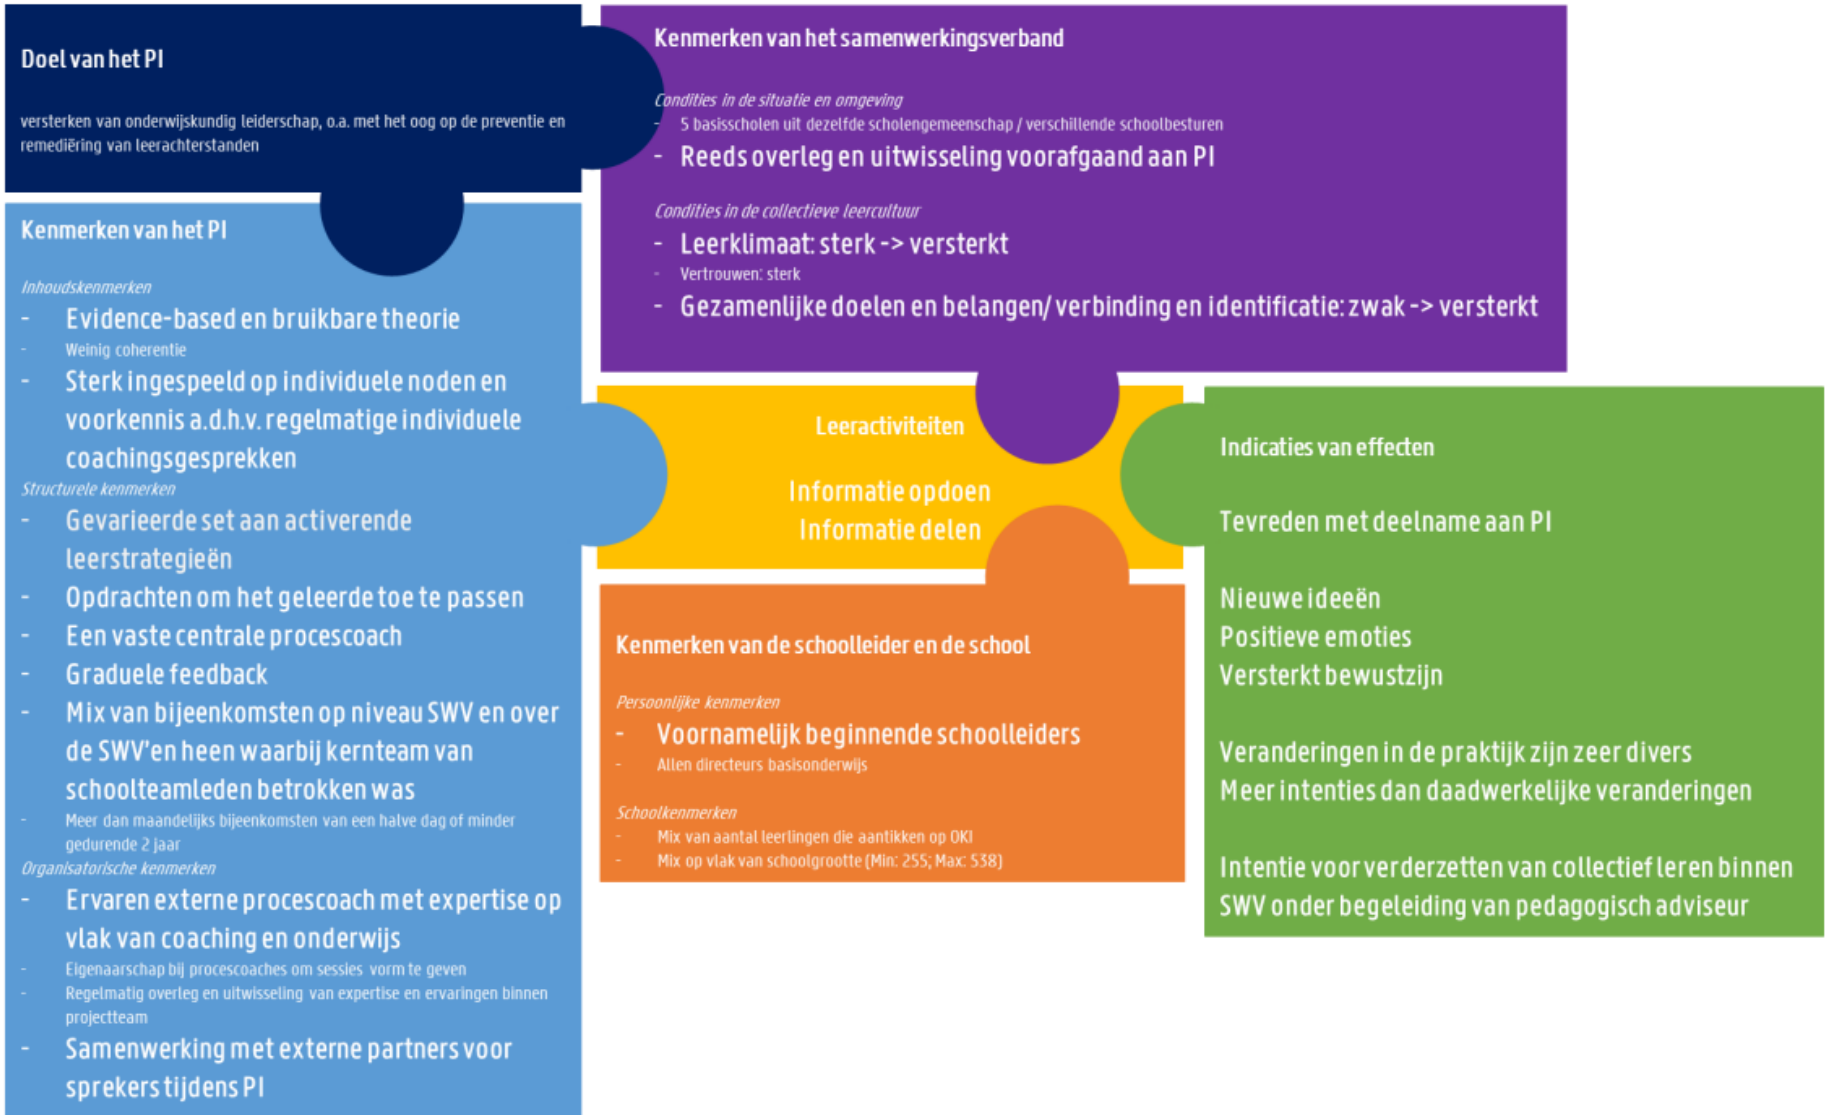 Doel van het PI
versterken van onderwijskundig leiderschap, o.a. met het oog op de preventie en
remediëring van leerachterstanden
Kenmerken van het samenwerkingsverband
Condities in de situatie en omgeving
- 5 basisscholen uit dezelfde scholengemeenschap / verschillende schoolbesturen
- Reeds overleg en uitwisseling voorafgaand aan PI
Condities in de collectieve leercultuur
- Leerklimaat: sterk -> versterkt
- Vertrouwen: sterk
- Gezamenlijke doelen en belangen/ verbinding en identificatie: zwak -> versterkt
Kenmerken van het PI
Inhoudskenmerken
- Evidence-based en bruikbare theorie
- Weinig coherentie
- Sterk ingespeeld op individuele noden en
voorkennis a.d.h.v. regelmatige individuele
coachingsgesprekken
Structurele kenmerken
- Gevarieerde set aan activerende
leerstrategieën
- Opdrachten om het geleerde toe te passen
- Een vaste centrale procescoach
- Graduele feedback
- Mix van bijeenkomsten op niveau SWV en over
de SWV'en heen waarbij kernteam van
schoolteamleden betrokken was
- Meer dan maandelijks bijeenkomsten van een halve dag of minder
gedurende 2 jaar
Organisatorische kenmerken
- Ervaren externe procescoach met expertise op
vlak van coaching en onderwijs
- Eigenaarschap bij procescoaches om sessies vorm te geven
- Regelmatig overleg en uitwisseling van expertise en ervaringen binnen
projectteam
- Samenwerking met externe partners voor
sprekers tijdens PI
Leeractiviteiten
Informatie opdoen
Informatie delen
Kenmerken van de schoolleider en de school
Persoonlijke kenmerken
- Voornamelijk beginnende schoolleiders
- Allen directeurs basisonderwijs
Schoolkenmerken
- Mix van aantal leerlingen die aantikken op OKI
- Mix op vlak van schoolgrootte (Min: 255; Max: 538)
Indicaties van effecten
Tevreden met deelname aan PI
Nieuwe ideeën
Positieve emoties
Versterkt bewustzijn
Veranderingen in de praktijk zijn zeer divers
Meer intenties dan daadwerkelijke veranderingen
Intentie voor verderzetten van collectief leren binnen
SWV onder begeleiding van pedagogisch adviseur